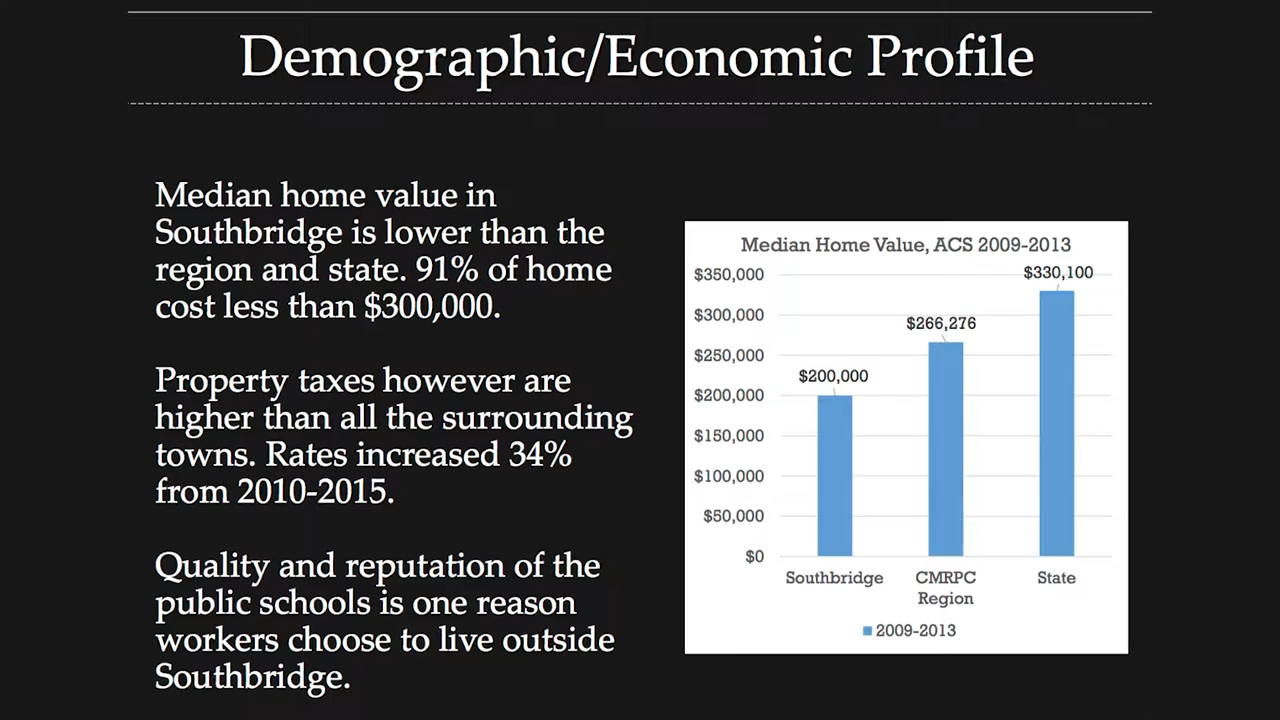 Demographic/Economic Profile
Median home value in
Southbridge is lower than the
region and state. 91% of home
cost less than $300,000.
Property taxes however are
higher than all the surrounding
towns. Rates increased 34%
from 2010-2015.
Quality and reputation of the
public schools is one reason
workers choose to live outside
Southbridge.
Median Home Value, ACS 2009-2013
$350,000
$300,000
$250,000
$200,000
$150,000
$100,000
$50,000
$0
$200,000
$266,276
$330,100
Southbridge
CMRPC
Region
State
2009-2013